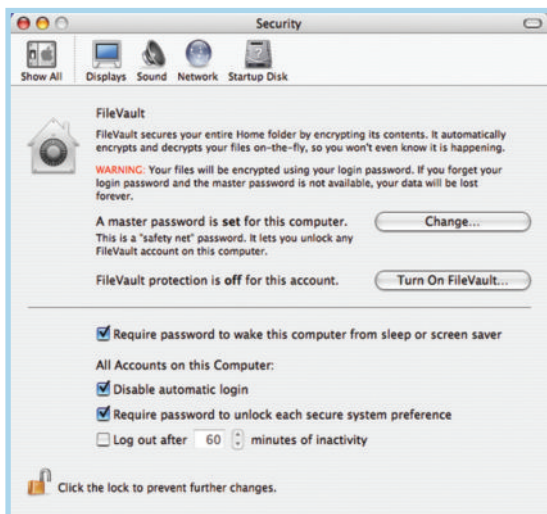 Security
Show All Displays Sound Network Startup Disk
FileVault
FileVault secures your entire Home folder by encrypting its contents. It automatically
encrypts and decrypts your files on-the-fly, so you won't even know it is happening.
WARNING: Your files will be encrypted using your login password. If you forget your
login password and the master password is not available, your data will be lost
forever.
A master password is set for this computer. Change...
This is a "safety net" password. It lets you unlock any
FileVault account on this computer.
FileVault protection is off for this account. Turn On FileVault...
Require password to wake this computer from sleep or screen saver
All Accounts on this Computer:
Disable automatic login
Require password to unlock each secure system preference
Log out after 60 minutes of inactivity
Click the lock to prevent further changes.